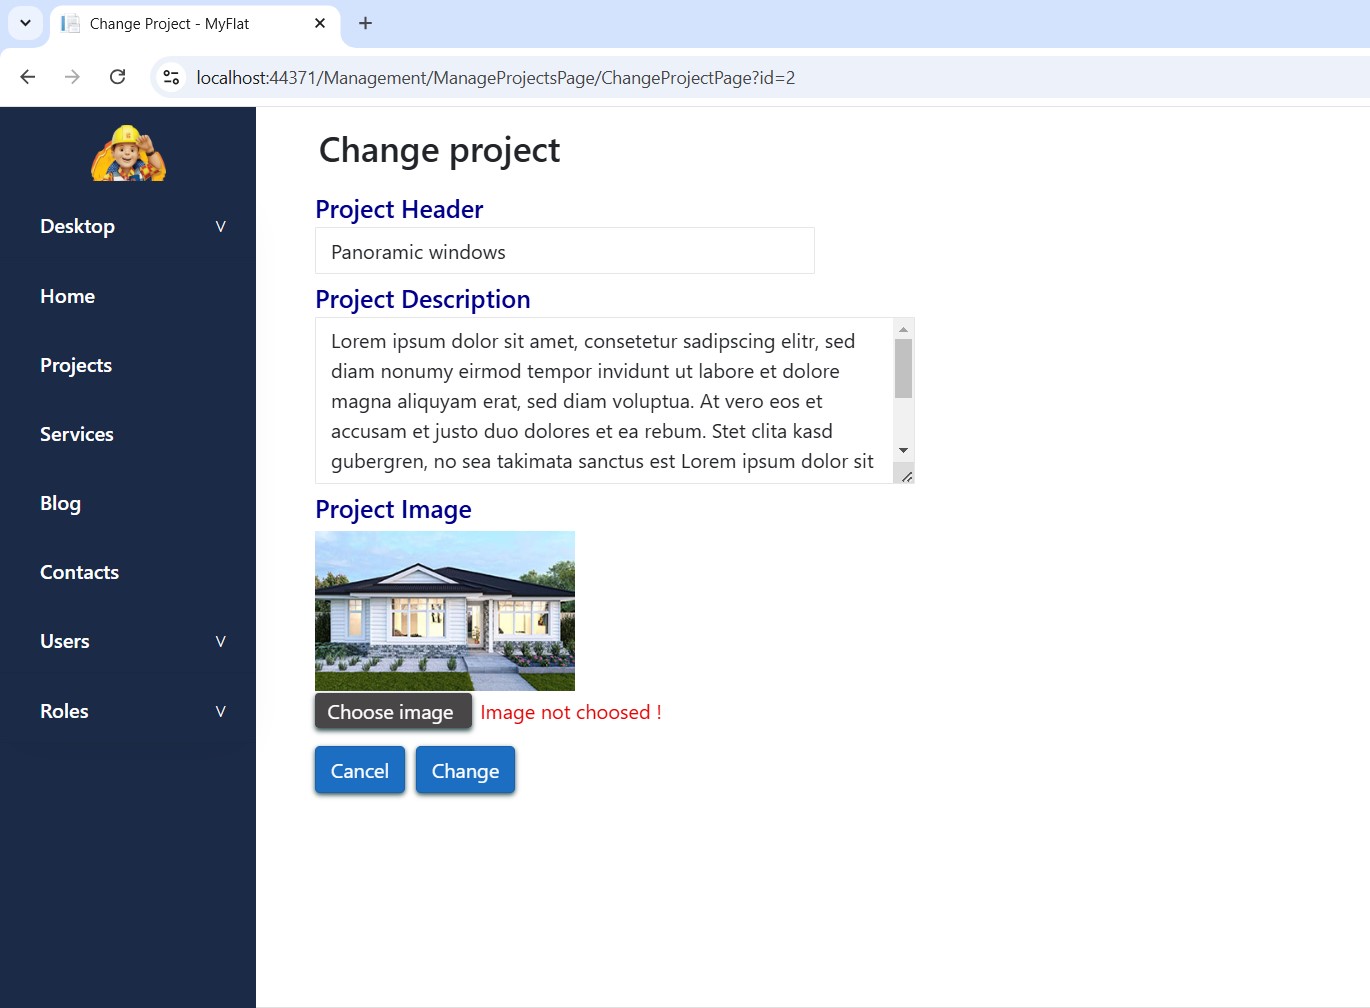 Change Project - MyFlat
localhost:44371/Management/ManageProjectsPage/ChangeProjectPage?id=2
Desktop V
Home
Projects
Services
Blog
Contacts
Users V
Roles V
Change project
Project Header
Panoramic windows
Project Description
Lorem ipsum dolor sit amet, consetetur sadipscing elitr, sed
diam nonumy eirmod tempor invidunt ut labore et dolore
magna aliquyam erat, sed diam voluptua. At vero eos et
accusam et justo duo dolores et ea rebum. Stet clita kasd
gubergren, no sea takimata sanctus est Lorem ipsum dolor sit
Project Image
Choose image Image not choosed !
Cancel Change